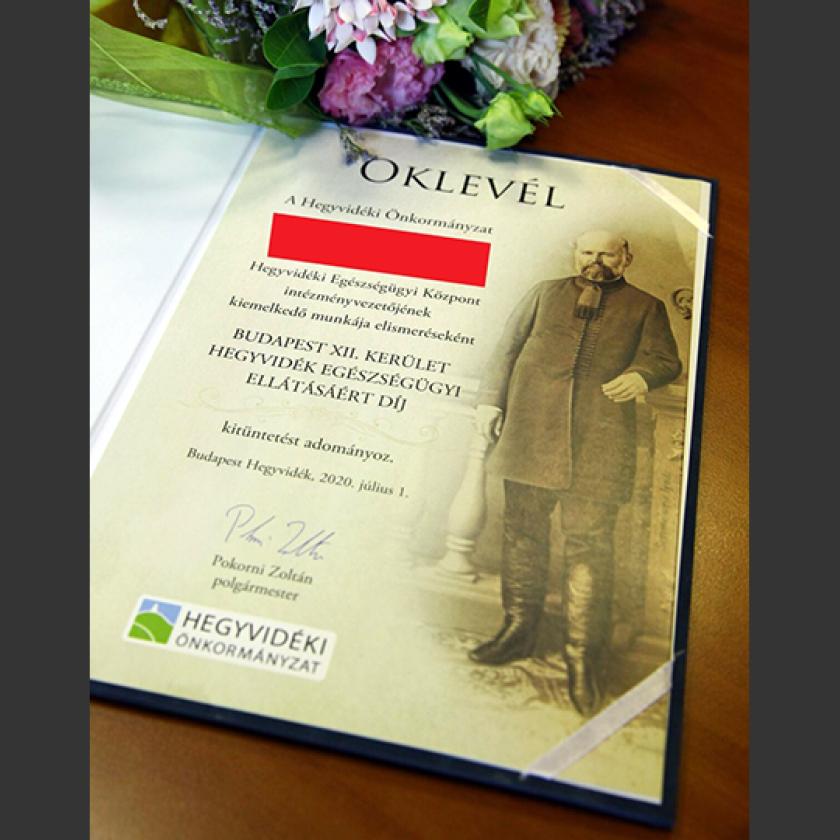 OKLEVÉL
A Hegyvidéki Önkormányzat
Hegyvidéki Egészségügyi Központ
intézményvezetőjének
kiemelkedő munkája elismeréseként
BUDAPEST XII. KERÜLET
HEGYVIDÉK EGÉSZSÉGÜGYI
ELLÁTÁSÁÉRT DÍJ
kitüntetést adományoz.
Budapest Hegyvidék, 2020. július 1.
Pokorni Zoltán
polgármester
HEGYVIDÉKI
ÖNKORMÁNYZAT